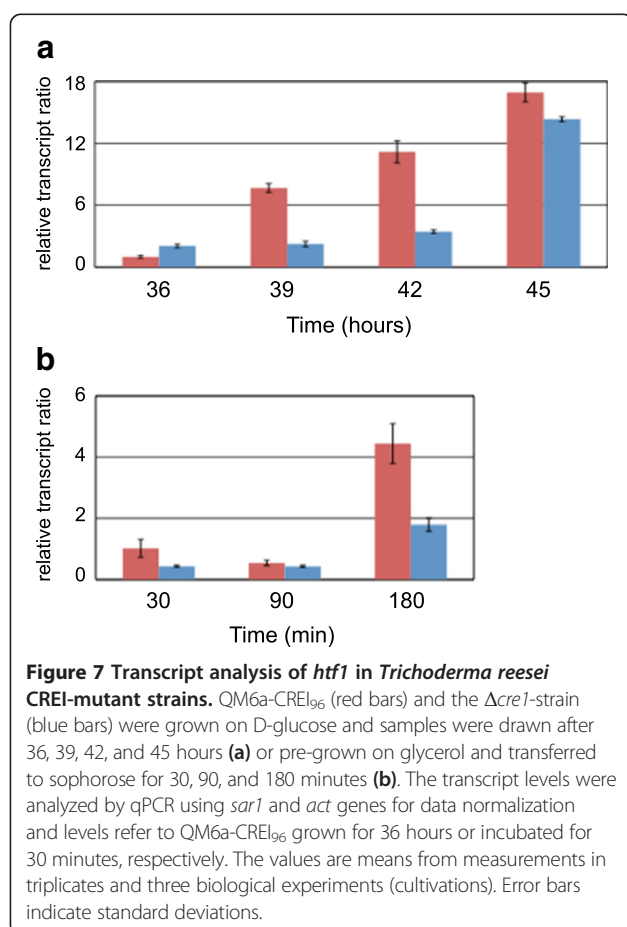 a
18
12
6
0
relative transcript ratio
36 39 42 45
Time (hours)
b
6
4
2
0
relative transcript ratio
30 90 180
Time (min)
Figure 7 Transcript analysis of htf1 in Trichoderma reesei
CREI-mutant strains. QM6a-CREI₉₆ (red bars) and the Δcre1-strain
(blue bars) were grown on D-glucose and samples were drawn after
36, 39, 42, and 45 hours (a) or pre-grown on glycerol and transferred
to sophorose for 30, 90, and 180 minutes (b). The transcript levels were
analyzed by qPCR using sar1 and act genes for data normalization
and levels refer to QM6a-CREI₉₆ grown for 36 hours or incubated for
30 minutes, respectively. The values are means from measurements in
triplicates and three biological experiments (cultivations). Error bars
indicate standard deviations.